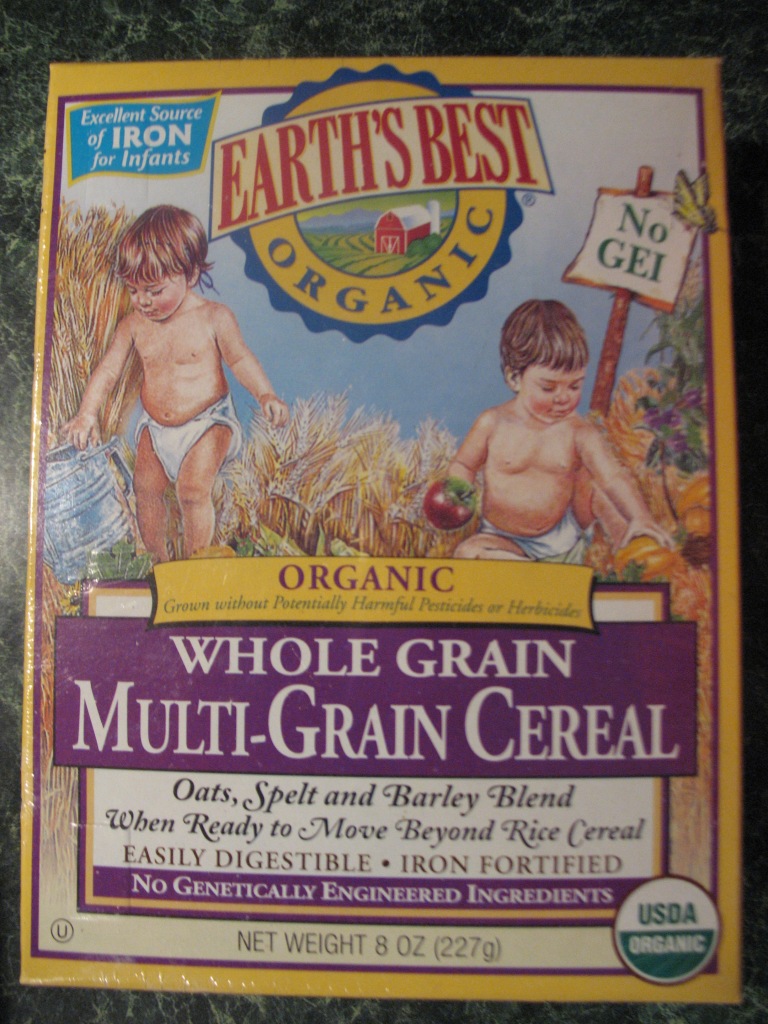 Excellent Source
of IRON
for Infants
EARTH'S BEST
®
ORGANIC
No
GEI
ORGANIC
Grown without Potentially Harmful Pesticides or Herbicides
WHOLE GRAIN
MULTI-GRAIN CEREAL
Oats, Spelt and Barley Blend
When Ready to Move Beyond Rice Cereal
EASILY DIGESTIBLE • IRON FORTIFIED
NO GENETICALLY ENGINEERED INGREDIENTS
U
NET WEIGHT 8 OZ (227g)
USDA
ORGANIC